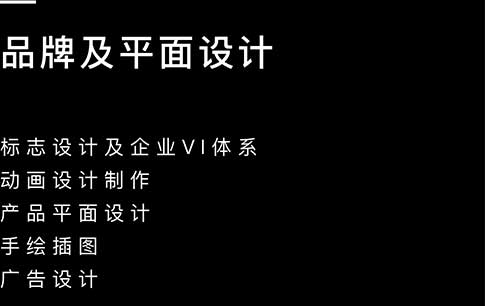 品牌及平面设计
标志设计及企业VI体系
动画设计制作
产品平面设计
手绘插图
广告设计